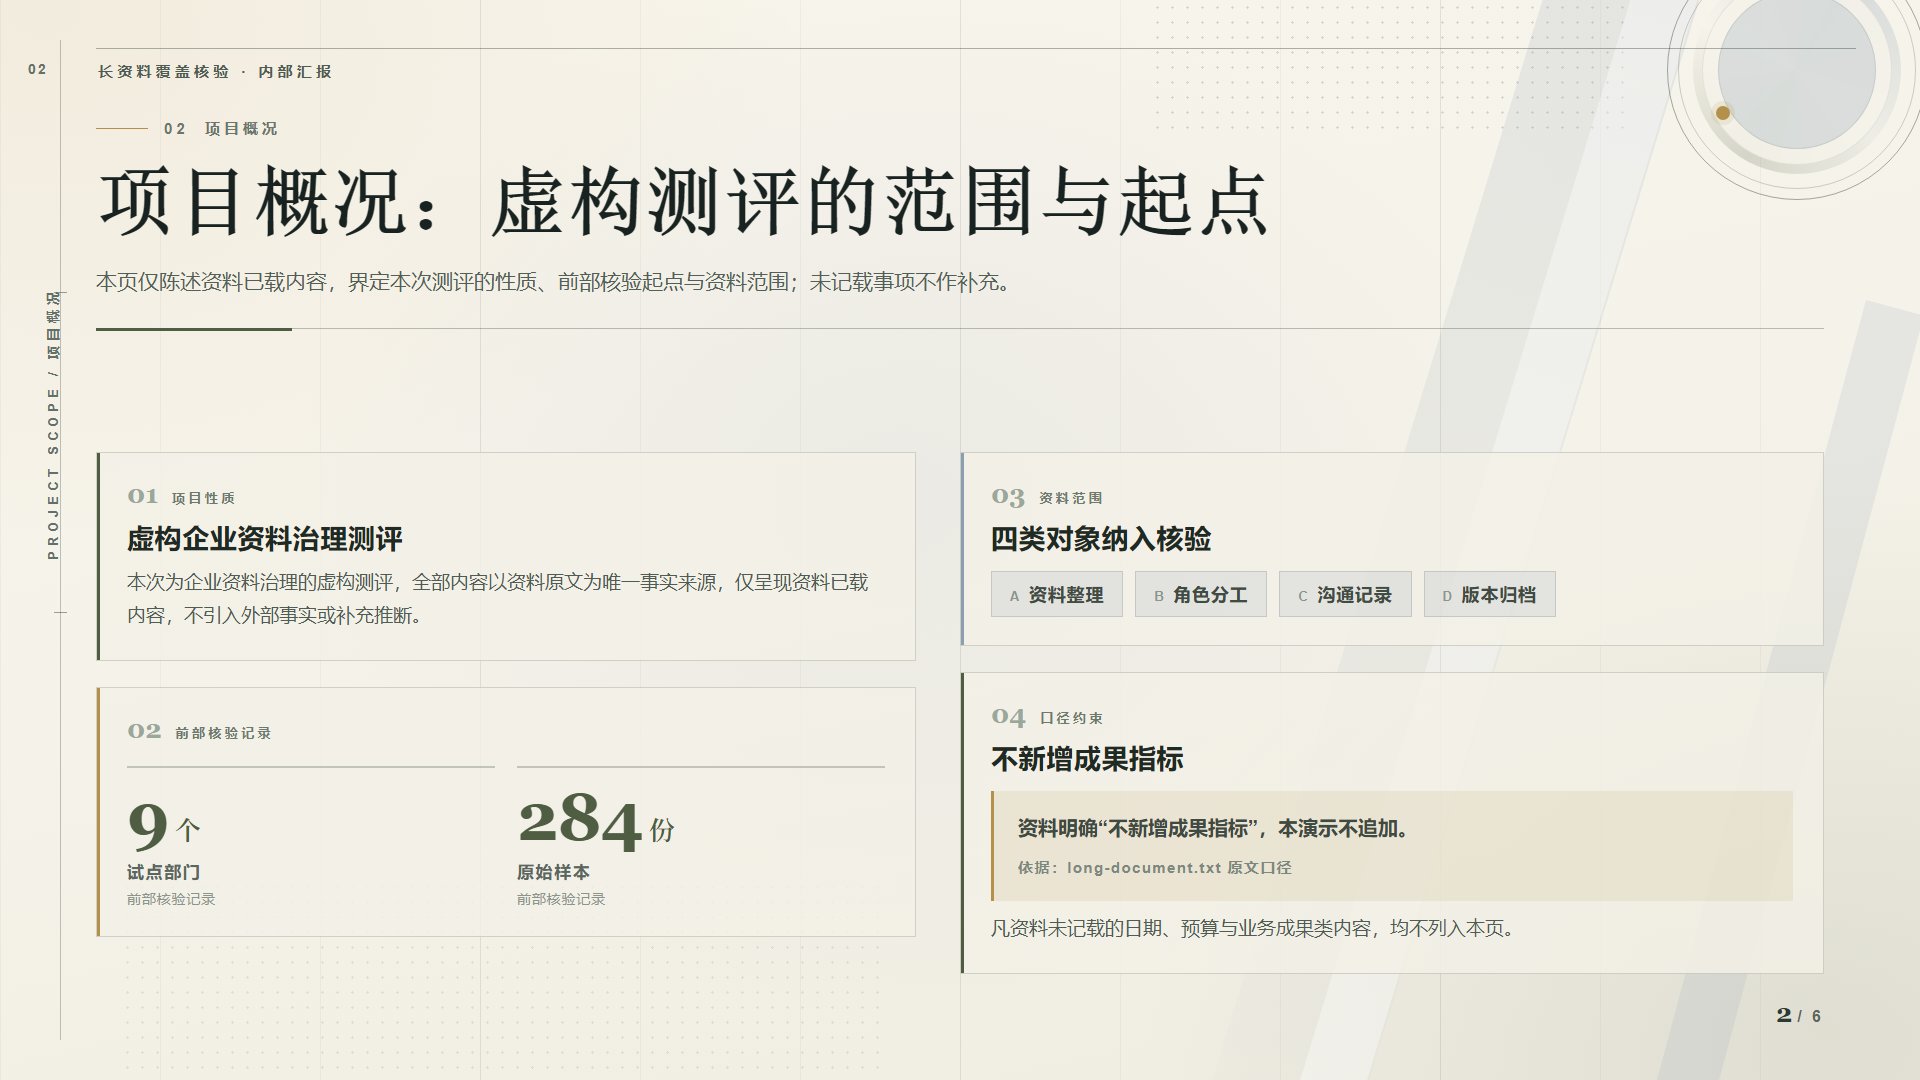 02
长资料覆盖核验 · 内部汇报
02 项目概况
项目概况：虚构测评的范围与起点
本页仅陈述资料已载内容，界定本次测评的性质、前部核验起点与资料范围；未记载事项不作补充。
PROJECT SCOPE / 项目概况
01 项目性质
虚构企业资料治理测评
本次为企业资料治理的虚构测评，全部内容以资料原文为唯一事实来源，仅呈现资料已载
内容，不引入外部事实或补充推断。
02 前部核验记录
9 个
试点部门
前部核验记录
284 份
原始样本
前部核验记录
03 资料范围
四类对象纳入核验
A 资料整理
B 角色分工
C 沟通记录
D 版本归档
04 口径约束
不新增成果指标
资料明确“不新增成果指标”，本演示不追加。
依据：long-document.txt 原文口径
凡资料未记载的日期、预算与业务成果类内容，均不列入本页。
2 / 6